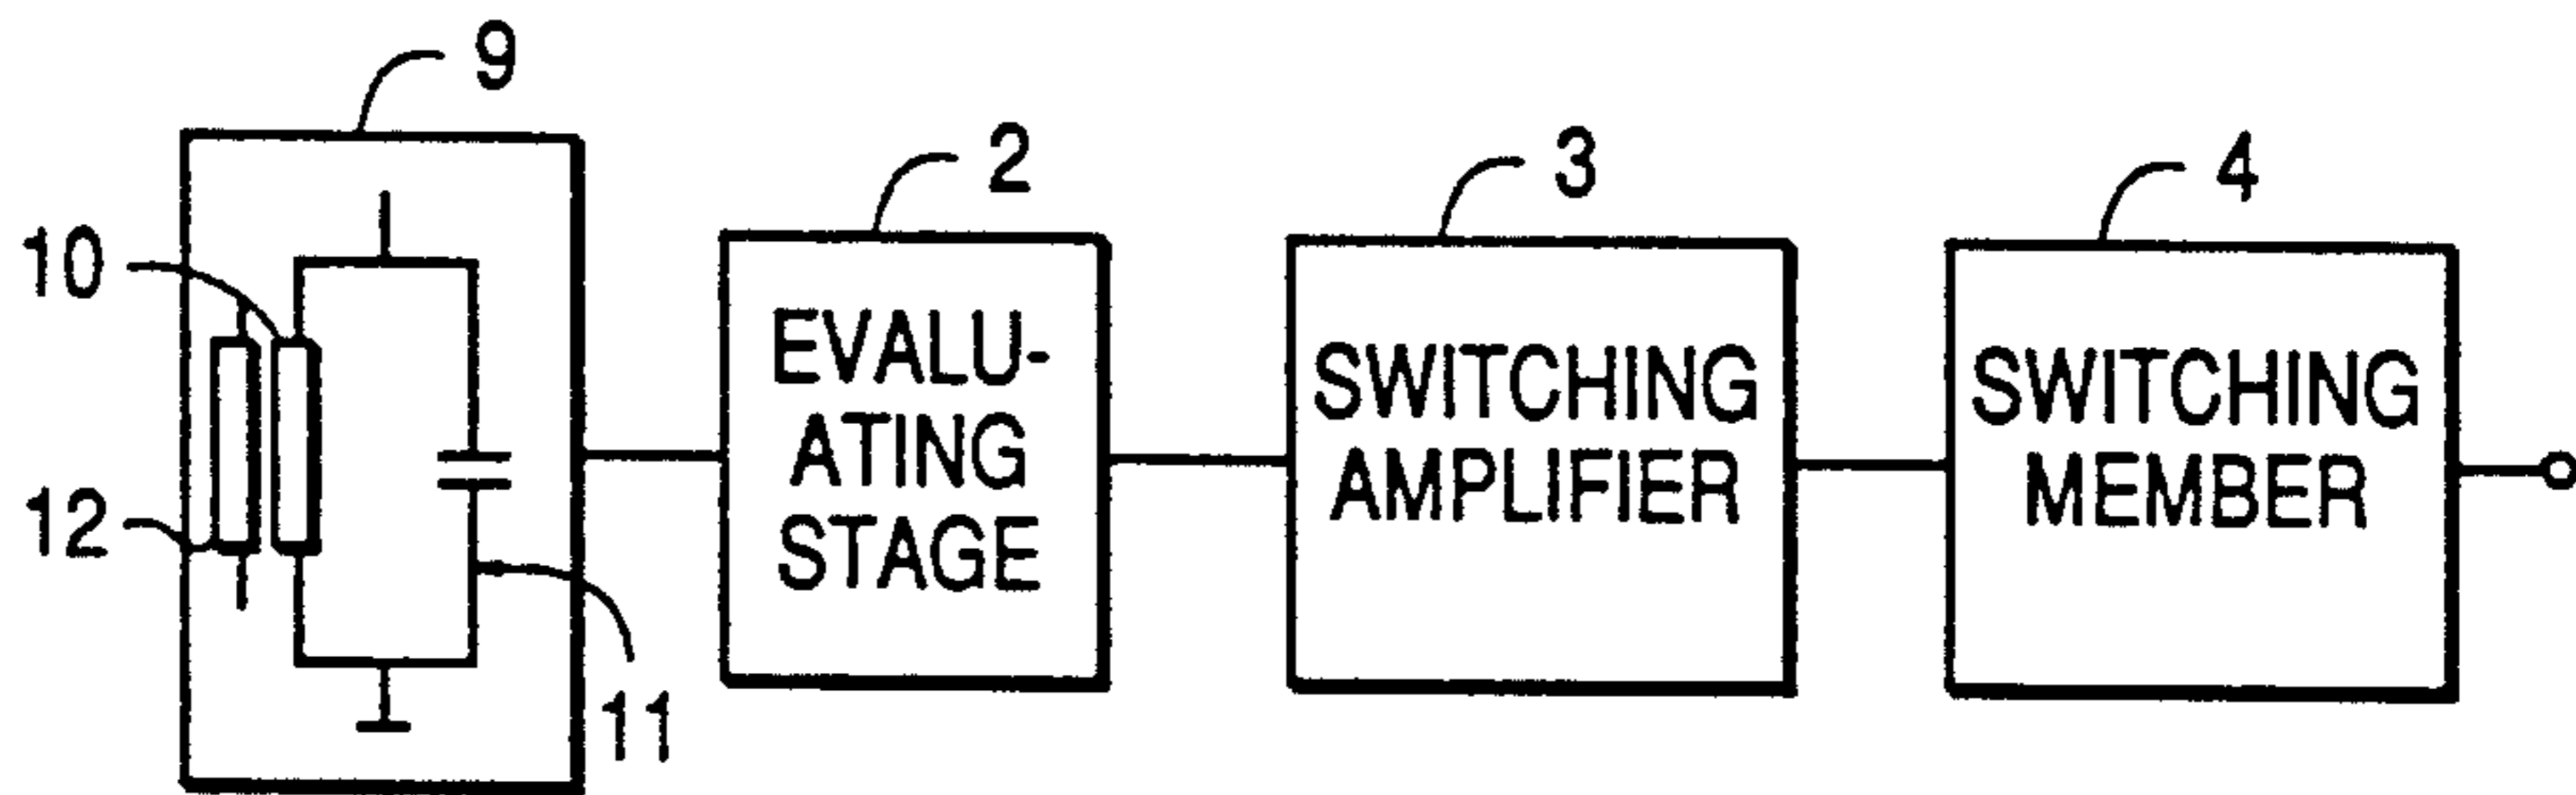 9
2
3
4
10
12
11
EVALU-
ATING
STAGE
SWITCHING
AMPLIFIER
SWITCHING
MEMBER